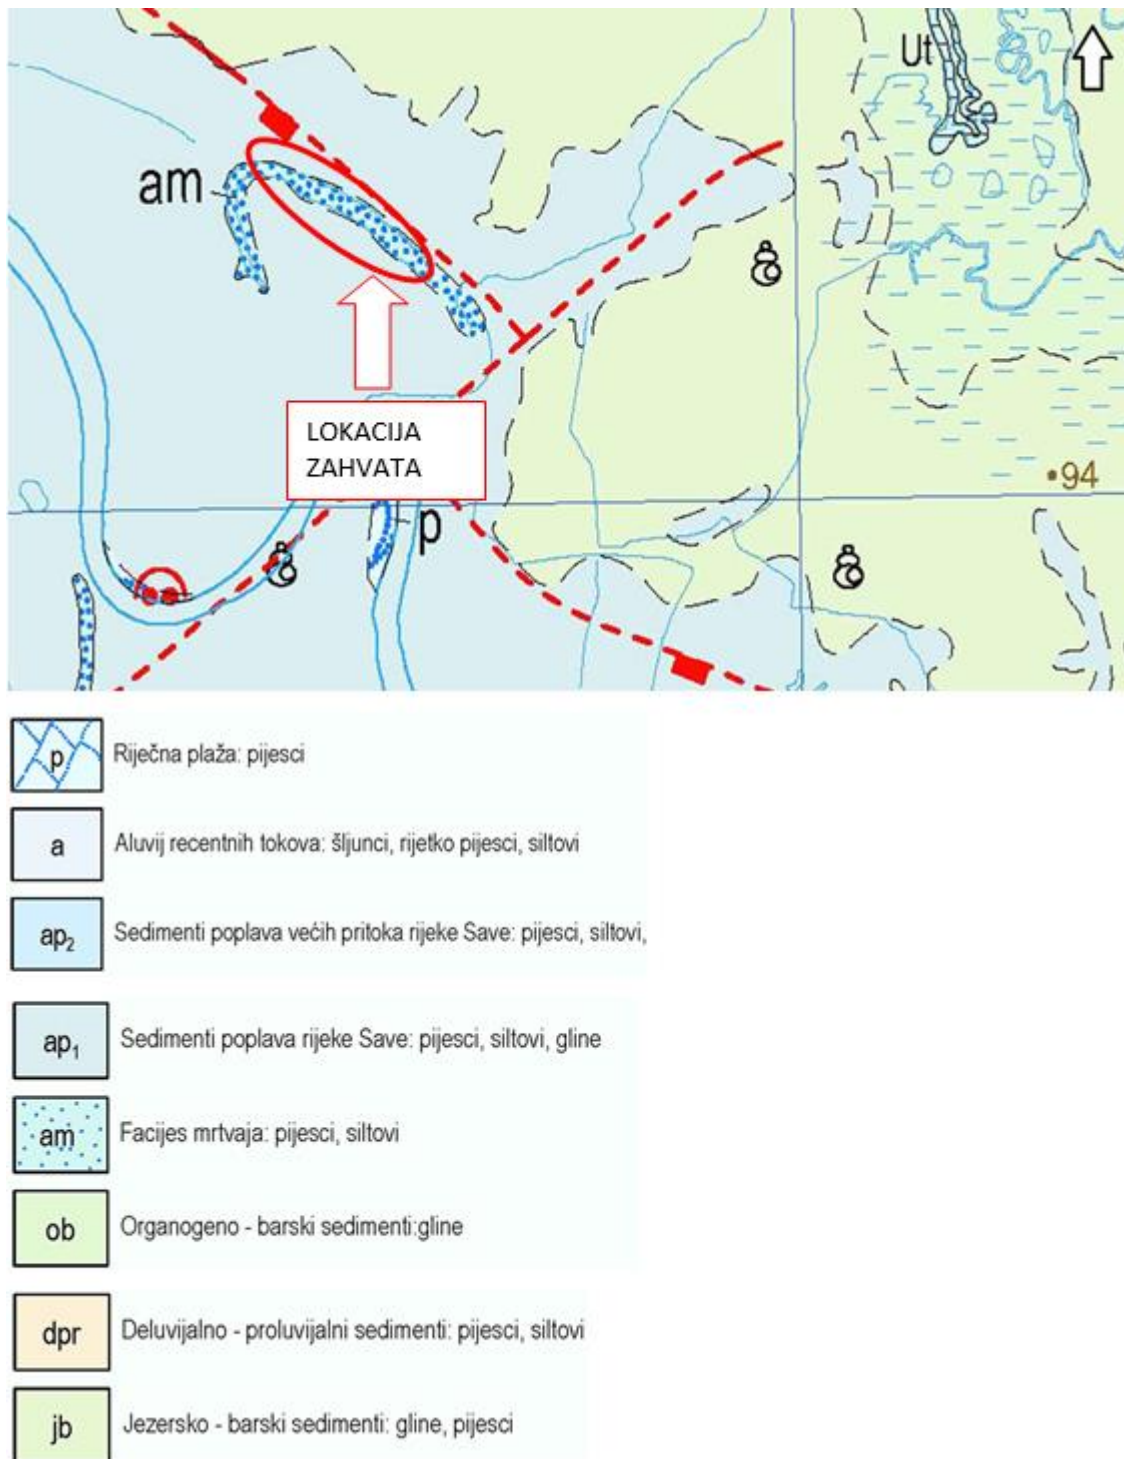 Ut
am
LOKACIJA
ZAHVATA
•94
p
p Riječna plaža: pijesci
a Aluvij recentnih tokova: šljunci, rijetko pijesci, siltovi
ap₂ Sedimenti poplava većih pritoka rijeke Save: pijesci, siltovi,
ap₁ Sedimenti poplava rijeke Save: pijesci, siltovi, gline
am Facijes mrtvaja: pijesci, siltovi
ob Organogeno - barski sedimenti:gline
dpr Deluvijalno - proluvijalni sedimenti: pijesci, siltovi
jb Jezersko - barski sedimenti: gline, pijesci